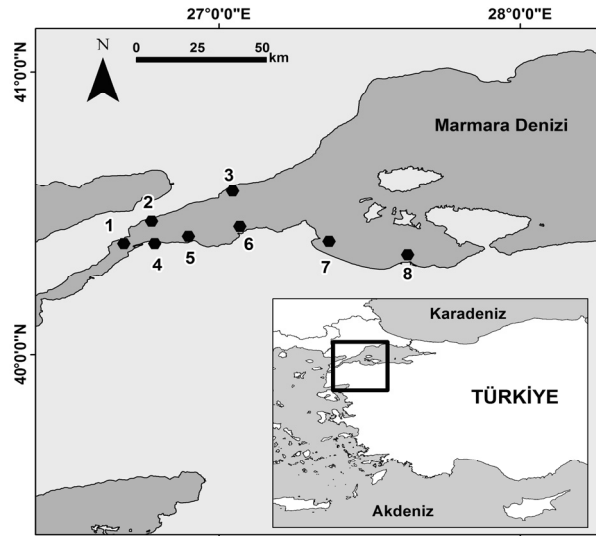 27°0'0"E 28°0'0"E
N 0 25 50
km
41°0'0"N
Marmara Denizi
3
2
1
4 5 6 7 8
40°0'0"N
Karadeniz
TÜRKİYE
Akdeniz